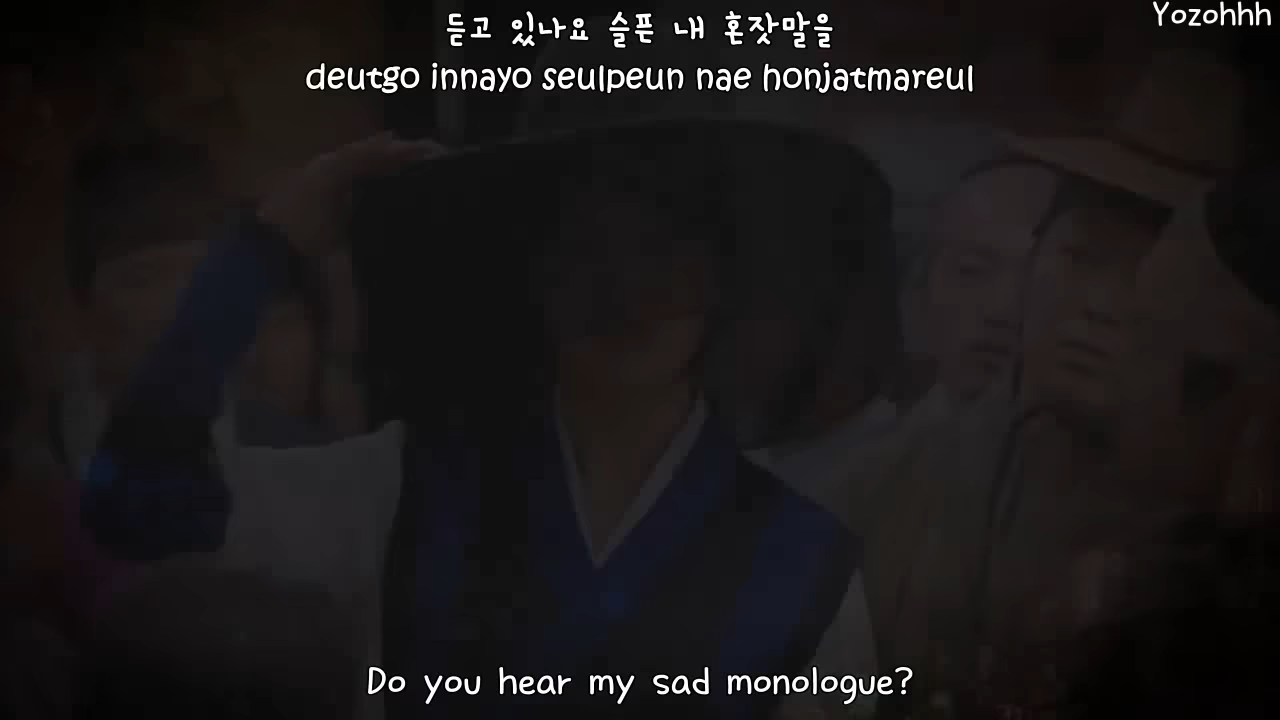 Yozohhh
듣고 있나요 슬픈 내 혼잣말을
deutgo innayo seulpeun nae honjatmareul
Do you hear my sad monologue?